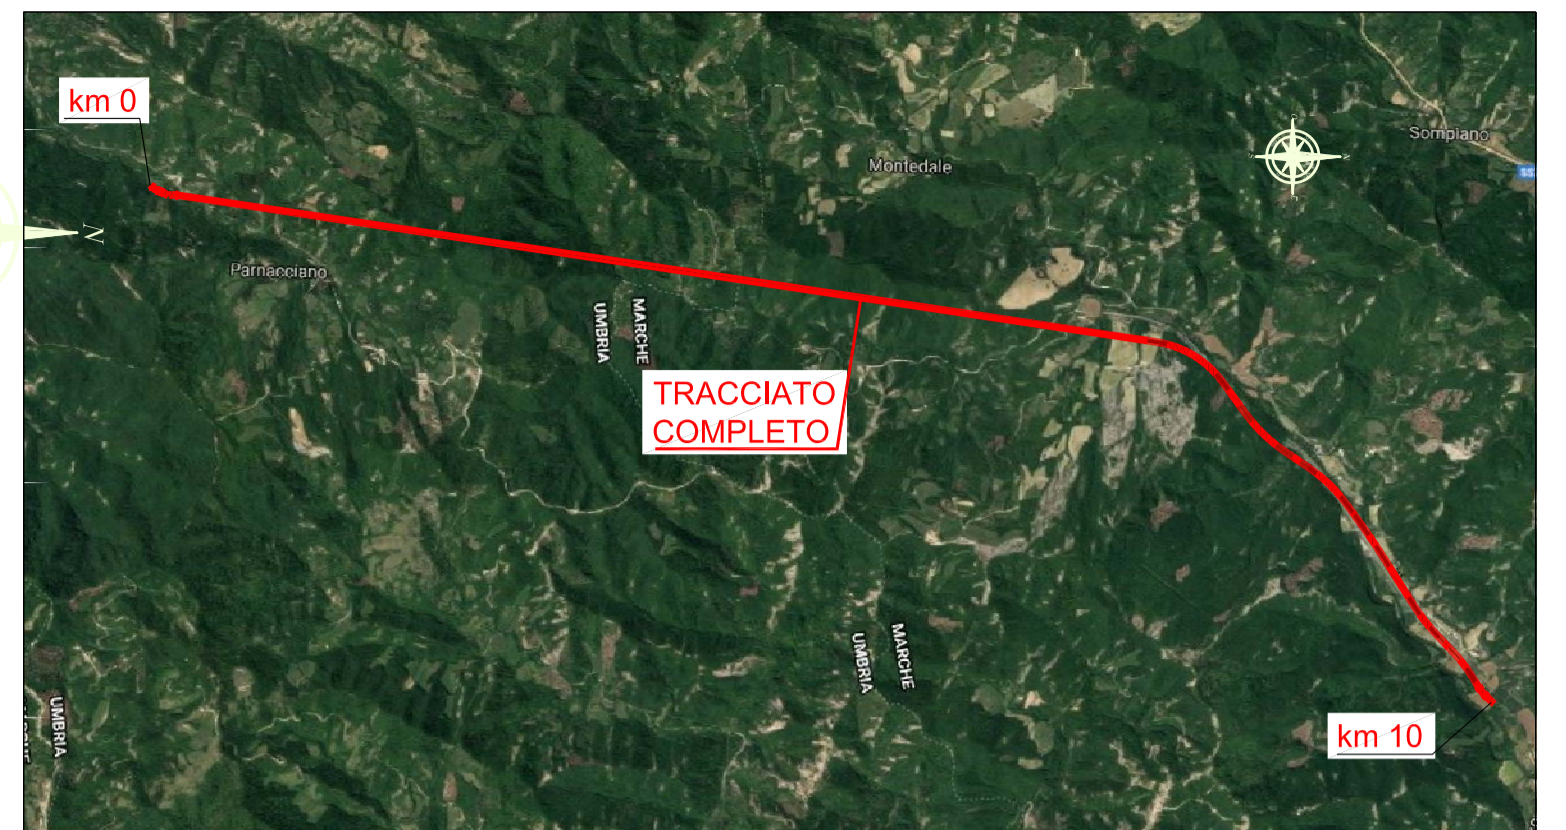 km 0
Sompiano
Montedale
N
Parnacciano
MARCHE
UMBRIA
TRACCIATO
COMPLETO
MARCHE
UMBRIA
UMBRIA
km 10